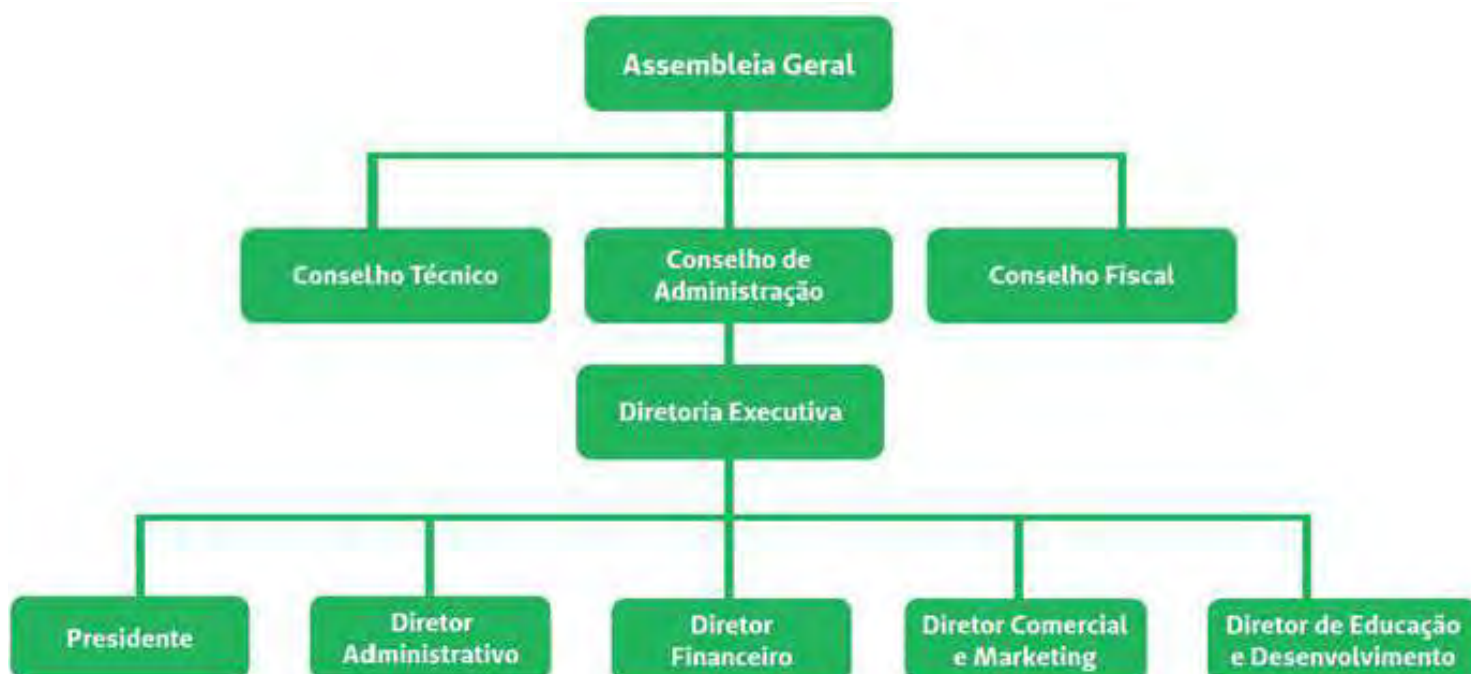 Assembleia Geral
Conselho Técnico
Conselho de
Administração
Conselho Fiscal
Diretoria Executiva
Presidente
Diretor
Administrativo
Diretor
Financeiro
Diretor Comercial
e Marketing
Diretor de Educação
e Desenvolvimento